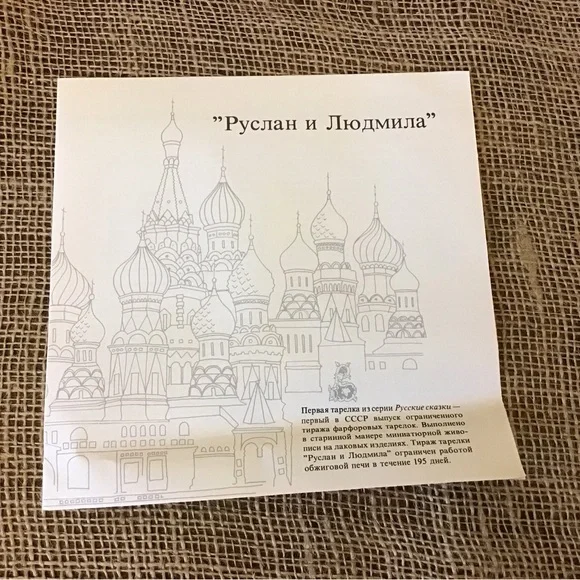 "Руслан и Людмила"
Первая тарелка из серии Русские сказки —
первый в СССР выпуск ограниченного
тиража фарфоровых тарелок. Выполнено
в старинной манере миниатюрной живо-
писи на лаковых изделиях. Тираж тарелки
"Руслан и Людмила" ограничен работой
обжиговой печи в течение 195 дней.